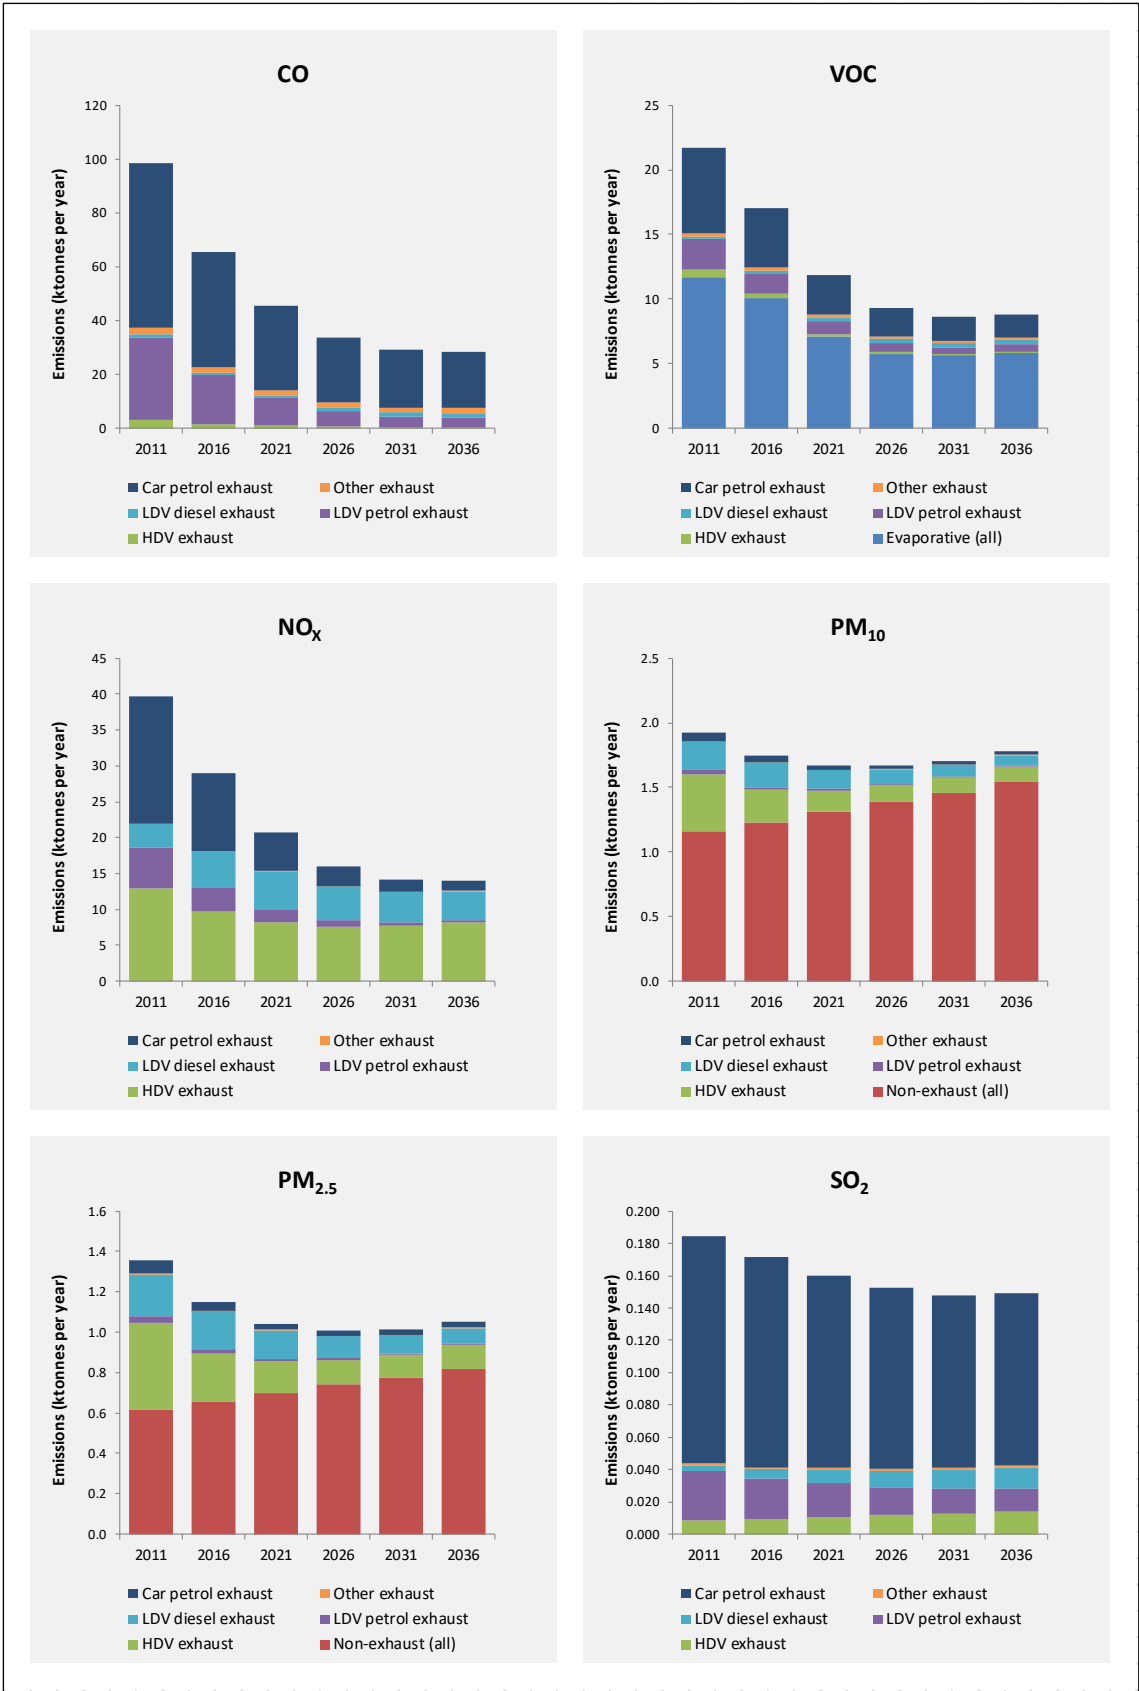 CO
Emissions (ktonnes per year)
120
100
80
60
40
20
0
2011 2016 2021 2026 2031 2036
Car petrol exhaust Other exhaust
LDV diesel exhaust LDV petrol exhaust
HDV exhaust
VOC
Emissions (ktonnes per year)
25
20
15
10
5
0
2011 2016 2021 2026 2031 2036
Car petrol exhaust Other exhaust
LDV diesel exhaust LDV petrol exhaust
HDV exhaust Evaporative (all)
NOX
Emissions (ktonnes per year)
45
40
35
30
25
20
15
10
5
0
2011 2016 2021 2026 2031 2036
Car petrol exhaust Other exhaust
LDV diesel exhaust LDV petrol exhaust
HDV exhaust
PM10
Emissions (ktonnes per year)
2.5
2.0
1.5
1.0
0.5
0.0
2011 2016 2021 2026 2031 2036
Car petrol exhaust Other exhaust
LDV diesel exhaust LDV petrol exhaust
HDV exhaust Non-exhaust (all)
PM2.5
Emissions (ktonnes per year)
1.6
1.4
1.2
1.0
0.8
0.6
0.4
0.2
0.0
2011 2016 2021 2026 2031 2036
Car petrol exhaust Other exhaust
LDV diesel exhaust LDV petrol exhaust
HDV exhaust Non-exhaust (all)
SO2
Emissions (ktonnes per year)
0.200
0.180
0.160
0.140
0.120
0.100
0.080
0.060
0.040
0.020
0.000
2011 2016 2021 2026 2031 2036
Car petrol exhaust Other exhaust
LDV diesel exhaust LDV petrol exhaust
HDV exhaust